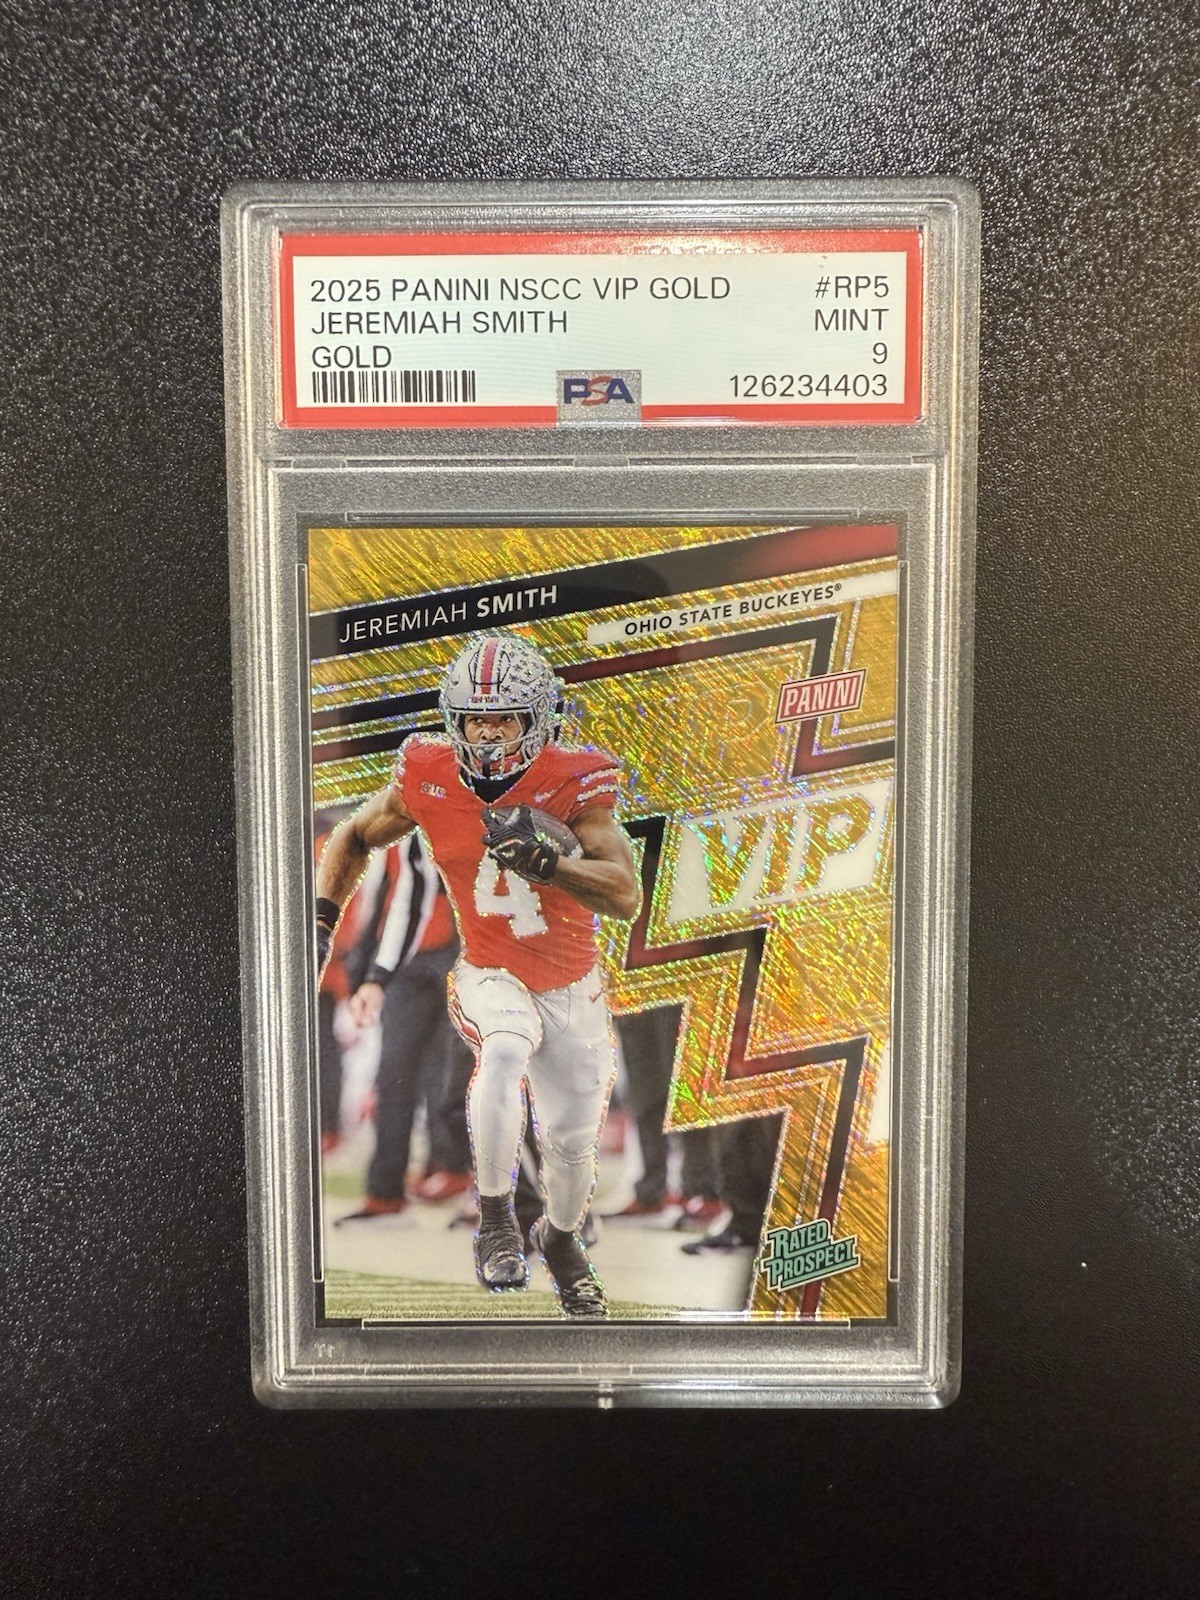 2025 PANINI NSCC VIP GOLD #RP5
JEREMIAH SMITH MINT
GOLD 9
PSA 126234403
JEREMIAH SMITH
OHIO STATE BUCKEYES®
PANINI
VIP
4
RATED
PROSPECT